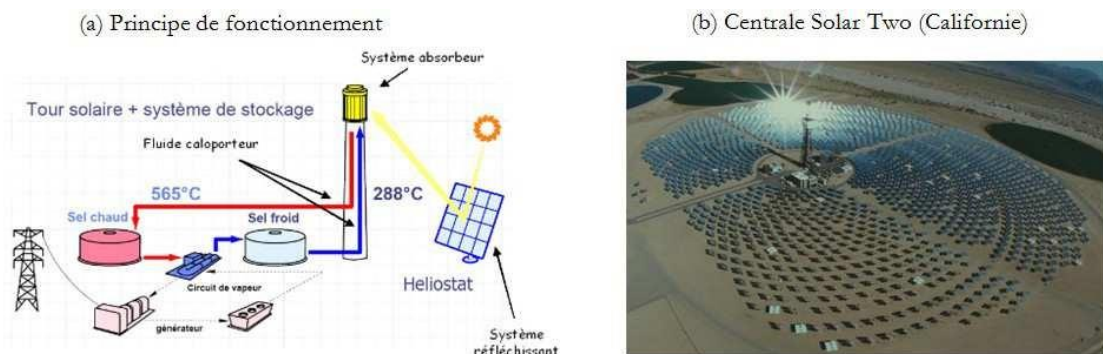 (a) Principe de fonctionnement
(b) Centrale Solar Two (Californie)
Système absorbeur
Tour solaire + système de stockage
Fluide caloporteur
565°C
288°C
Sel chaud
Sel froid
Heliostat
Circuit de vapeur
générateur
Système
réfléchissant